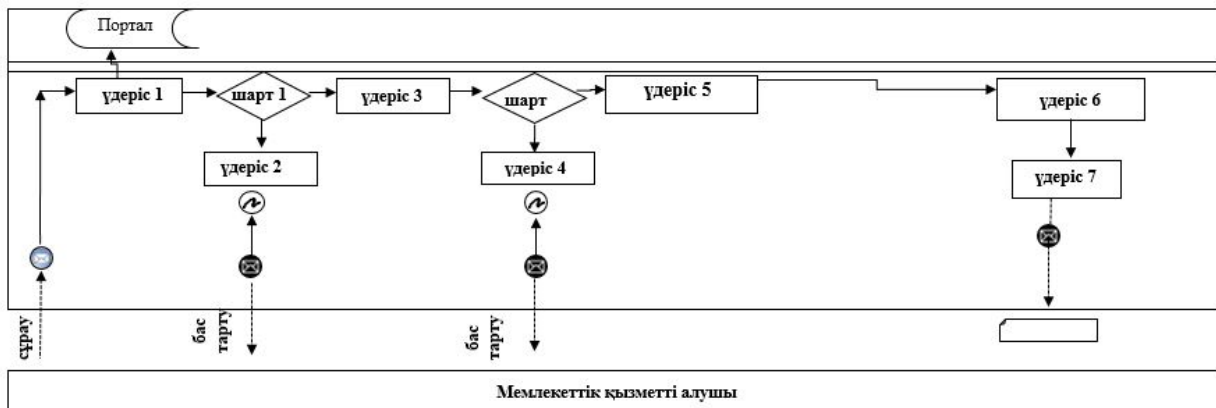 Портал
үдеріс 1
шарт 1
үдеріс 3
шарт
үдеріс 5
үдеріс 6
үдеріс 2
үдеріс 4
үдеріс 7
сұрау
бас
тарту
бас
тарту
Мемлекеттік қызметті алушы